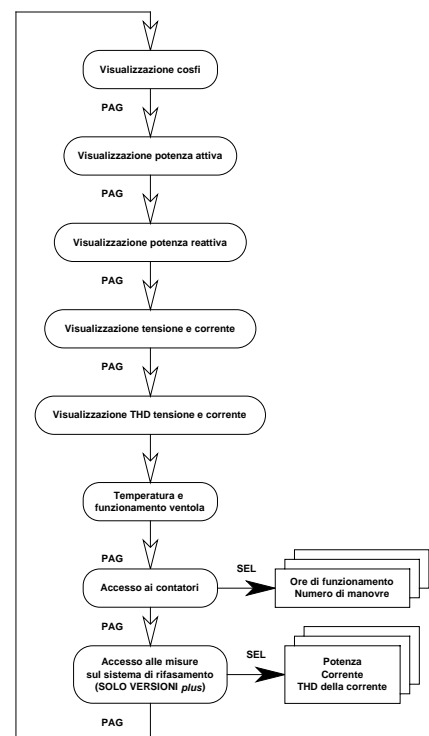 Visualizzazione cosfi
PAG
Visualizzazione potenza attiva
PAG
Visualizzazione potenza reattiva
PAG
Visualizzazione tensione e corrente
PAG
Visualizzazione THD tensione e corrente
Temperatura e
funzionamento ventola
PAG
Accesso ai contatori
SEL
Ore di funzionamento
Numero di manovre
PAG
Accesso alle misure
sul sistema di rifasamento
(SOLO VERSIONI plus)
SEL
Potenza
Corrente
THD della corrente
PAG